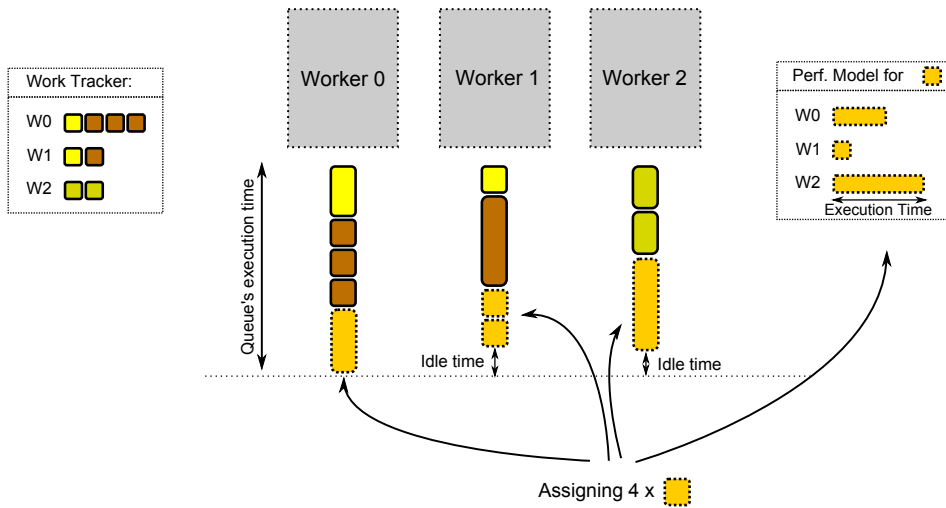 Worker 0
Worker 1
Worker 2
Work Tracker:
W0
W1
W2
Perf. Model for
W0
W1
W2
Execution Time
Queue's execution time
Idle time
Idle time
Assigning 4 x